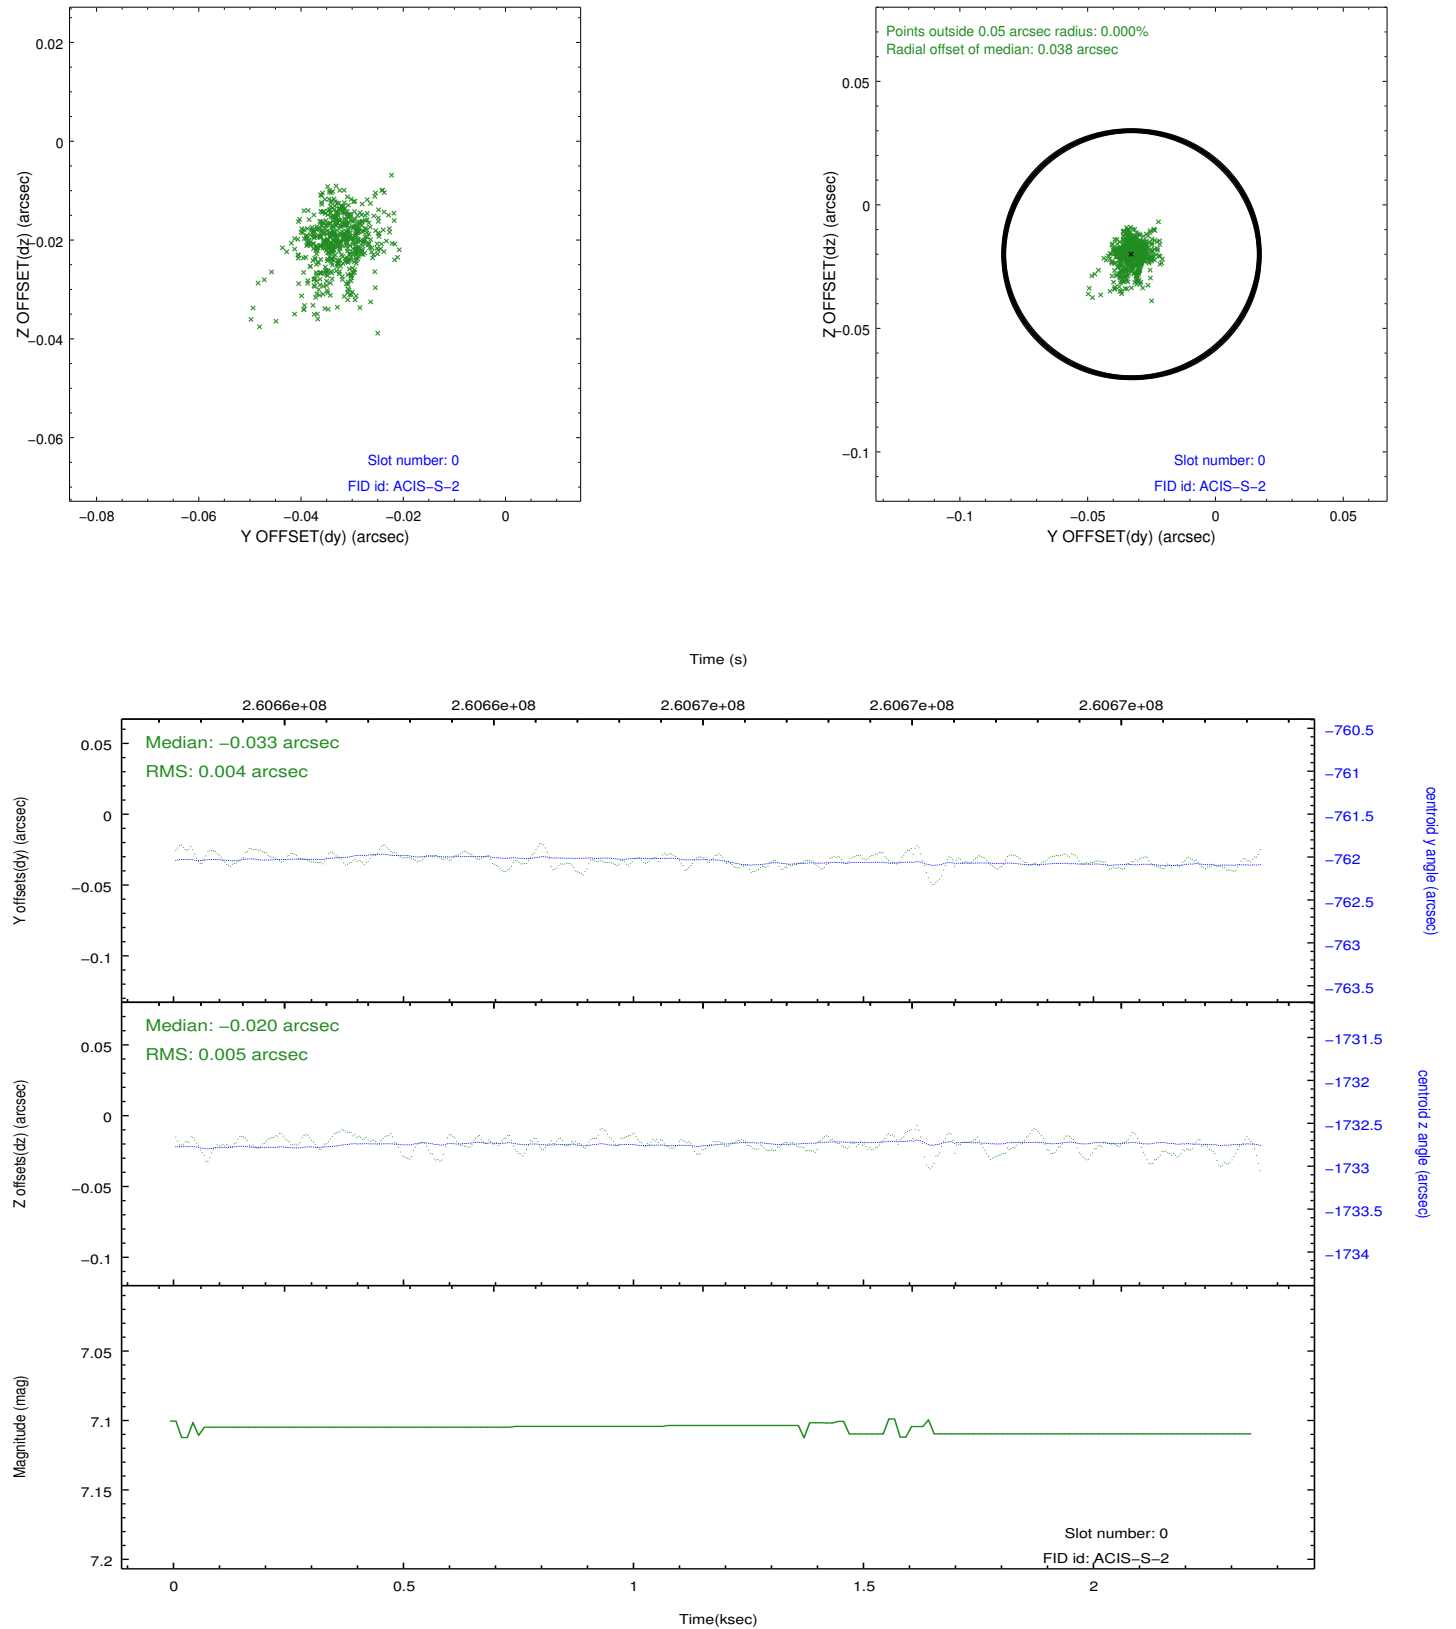 0.02
0
−0.02
−0.04
−0.06
Z OFFSET(dz) (arcsec)
Slot number: 0
FID id: ACIS−S−2
−0.08
−0.06
−0.04
−0.02
0
Y OFFSET(dy) (arcsec)
Points outside 0.05 arcsec radius: 0.000%
Radial offset of median: 0.038 arcsec
0.05
0
−0.05
−0.1
Z OFFSET(dz) (arcsec)
Slot number: 0
FID id: ACIS−S−2
−0.1
−0.05
0
0.05
Y OFFSET(dy) (arcsec)
Time (s)
2.6066e+08
2.6066e+08
2.6067e+08
2.6067e+08
2.6067e+08
Median: −0.033 arcsec
RMS: 0.004 arcsec
0.05
0
−0.05
−0.1
Y offsets(dy) (arcsec)
−760.5
−761
−761.5
−762
−762.5
−763
−763.5
centroid y angle (arcsec)
Median: −0.020 arcsec
RMS: 0.005 arcsec
0.05
0
−0.05
−0.1
Z offsets(dz) (arcsec)
−1731.5
−1732
−1732.5
−1733
−1733.5
−1734
centroid z angle (arcsec)
7.05
7.1
7.15
7.2
Magnitude (mag)
Slot number: 0
FID id: ACIS−S−2
0
0.5
1
1.5
2
Time(ksec)